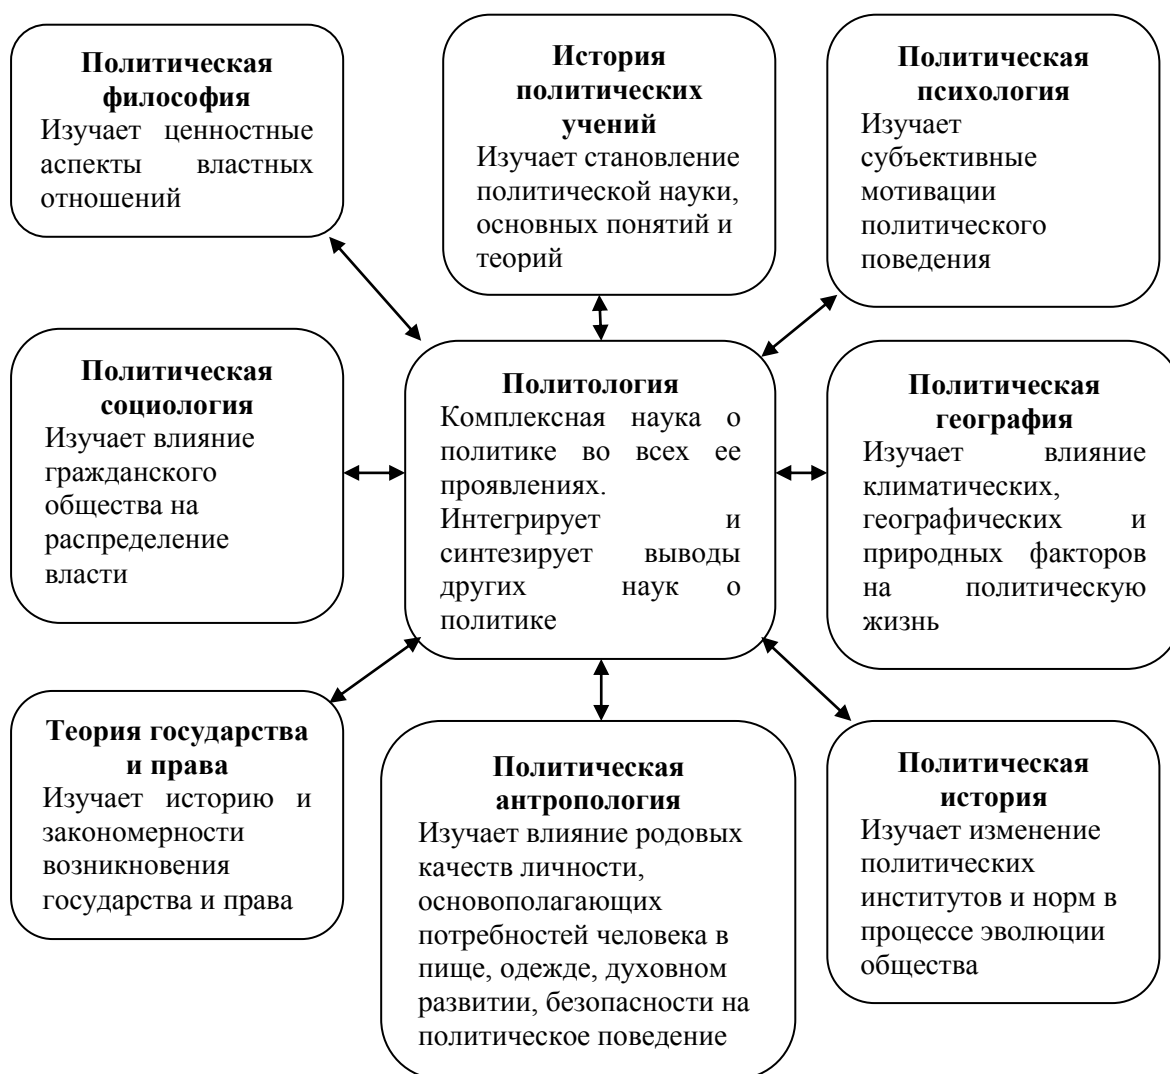 Политическая
философия
Изучает ценностные
аспекты властных
отношений
История
политических
учений
Изучает становление
политической науки,
основных понятий и
теорий
Политическая
психология
Изучает
субъективные
мотивации
политического
поведения
Политическая
социология
Изучает влияние
гражданского
общества на
распределение
власти
Политология
Комплексная наука о
политике во всех ее
проявлениях.
Интегрирует и
синтезирует выводы
других наук о
политике
Политическая
география
Изучает влияние
климатических,
географических и
природных факторов
на политическую
жизнь
Теория государства
и права
Изучает историю и
закономерности
возникновения
государства и права
Политическая
антропология
Изучает влияние родовых
качеств личности,
основополагающих
потребностей человека в
пище, одежде, духовном
развитии, безопасности на
политическое поведение
Политическая
история
Изучает изменение
политических
институтов и норм в
процессе эволюции
общества